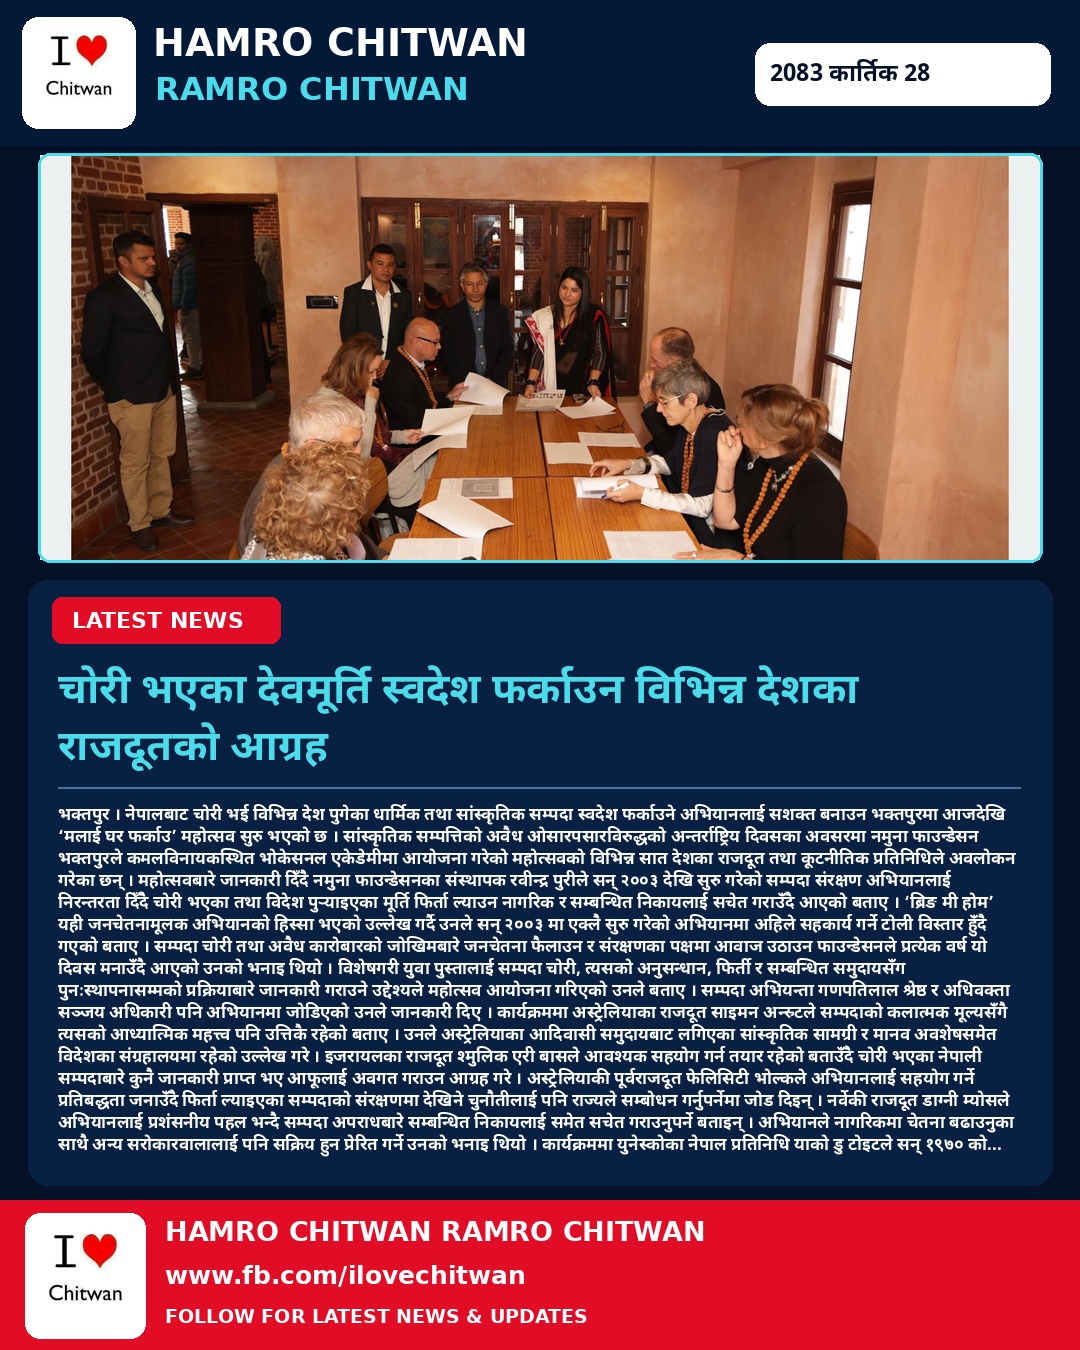 I ❤ Chitwan
HAMRO CHITWAN
RAMRO CHITWAN
2083 कार्तिक 28
LATEST NEWS
चोरी भएका देवमूर्ति स्वदेश फर्काउन विभिन्न देशका
राजदूतको आग्रह
भक्तपुर । नेपालबाट चोरी भई विभिन्न देश पुगेका धार्मिक तथा सांस्कृतिक सम्पदा स्वदेश फर्काउने अभियानलाई सशक्त बनाउन भक्तपुरमा आजदेखि
‘मलाई घर फर्काउ’ महोत्सव सुरु भएको छ । सांस्कृतिक सम्पत्तिको अवैध ओसारपसारविरुद्धको अन्तर्राष्ट्रिय दिवसका अवसरमा नमुना फाउन्डेसन
भक्तपुरले कमलविनायकस्थित भोकेसनल एकेडेमीमा आयोजना गरेको महोत्सवको विभिन्न सात देशका राजदूत तथा कूटनीतिक प्रतिनिधिले अवलोकन
गरेका छन् । महोत्सवबारे जानकारी दिँदै नमुना फाउन्डेसनका संस्थापक रवीन्द्र पुरीले सन् २००३ देखि सुरु गरेको सम्पदा संरक्षण अभियानलाई
निरन्तरता दिँदै चोरी भएका तथा विदेश पुऱ्याइएका मूर्ति फिर्ता ल्याउन नागरिक र सम्बन्धित निकायलाई सचेत गराउँदै आएको बताए । ‘ब्रिङ मी होम’
यही जनचेतनामूलक अभियानको हिस्सा भएको उल्लेख गर्दै उनले सन् २००३ मा एक्लै सुरु गरेको अभियानमा अहिले सहकार्य गर्ने टोली विस्तार हुँदै
गएको बताए । सम्पदा चोरी तथा अवैध कारोबारको जोखिमबारे जनचेतना फैलाउन र संरक्षणका पक्षमा आवाज उठाउन फाउन्डेसनले प्रत्येक वर्ष यो
दिवस मनाउँदै आएको उनको भनाइ थियो । विशेषगरी युवा पुस्तालाई सम्पदा चोरी, त्यसको अनुसन्धान, फिर्ती र सम्बन्धित समुदायसँग
पुन:स्थापनासम्मको प्रक्रियाबारे जानकारी गराउने उद्देश्यले महोत्सव आयोजना गरिएको उनले बताए । सम्पदा अभियन्ता गणपतिलाल श्रेष्ठ र अधिवक्ता
सञ्जय अधिकारी पनि अभियानमा जोडिएको उनले जानकारी दिए । कार्यक्रममा अस्ट्रेलियाका राजदूत साइमन अन्स्टले सम्पदाको कलात्मक मूल्यसँगै
त्यसको आध्यात्मिक महत्त्व पनि उत्तिकै रहेको बताए । उनले अस्ट्रेलियाका आदिवासी समुदायबाट लगिएका सांस्कृतिक सामग्री र मानव अवशेषसमेत
विदेशका संग्रहालयमा रहेको उल्लेख गरे । इजरायलका राजदूत श्मुलिक एरी बासले आवश्यक सहयोग गर्न तयार रहेको बताउँदै चोरी भएका नेपाली
सम्पदाबारे कुनै जानकारी प्राप्त भए आफूलाई अवगत गराउन आग्रह गरे । अस्ट्रेलियाकी पूर्वराजदूत फेलिसिटी भोल्कले अभियानलाई सहयोग गर्ने
प्रतिबद्धता जनाउँदै फिर्ता ल्याइएका सम्पदाको संरक्षणमा देखिने चुनौतीलाई पनि राज्यले सम्बोधन गर्नुपर्नेमा जोड दिइन् । नर्वेकी राजदूत डाग्नी म्योसले
अभियानलाई प्रशंसनीय पहल भन्दै सम्पदा अपराधबारे सम्बन्धित निकायलाई समेत सचेत गराउनुपर्ने बताइन् । अभियानले नागरिकमा चेतना बढाउनुका
साथै अन्य सरोकारवालालाई पनि सक्रिय हुन प्रेरित गर्ने उनको भनाइ थियो । कार्यक्रममा युनेस्कोका नेपाल प्रतिनिधि याको डु टोइटले सन् १९७० को...
I ❤ Chitwan
HAMRO CHITWAN RAMRO CHITWAN
www.fb.com/ilovechitwan
FOLLOW FOR LATEST NEWS & UPDATES